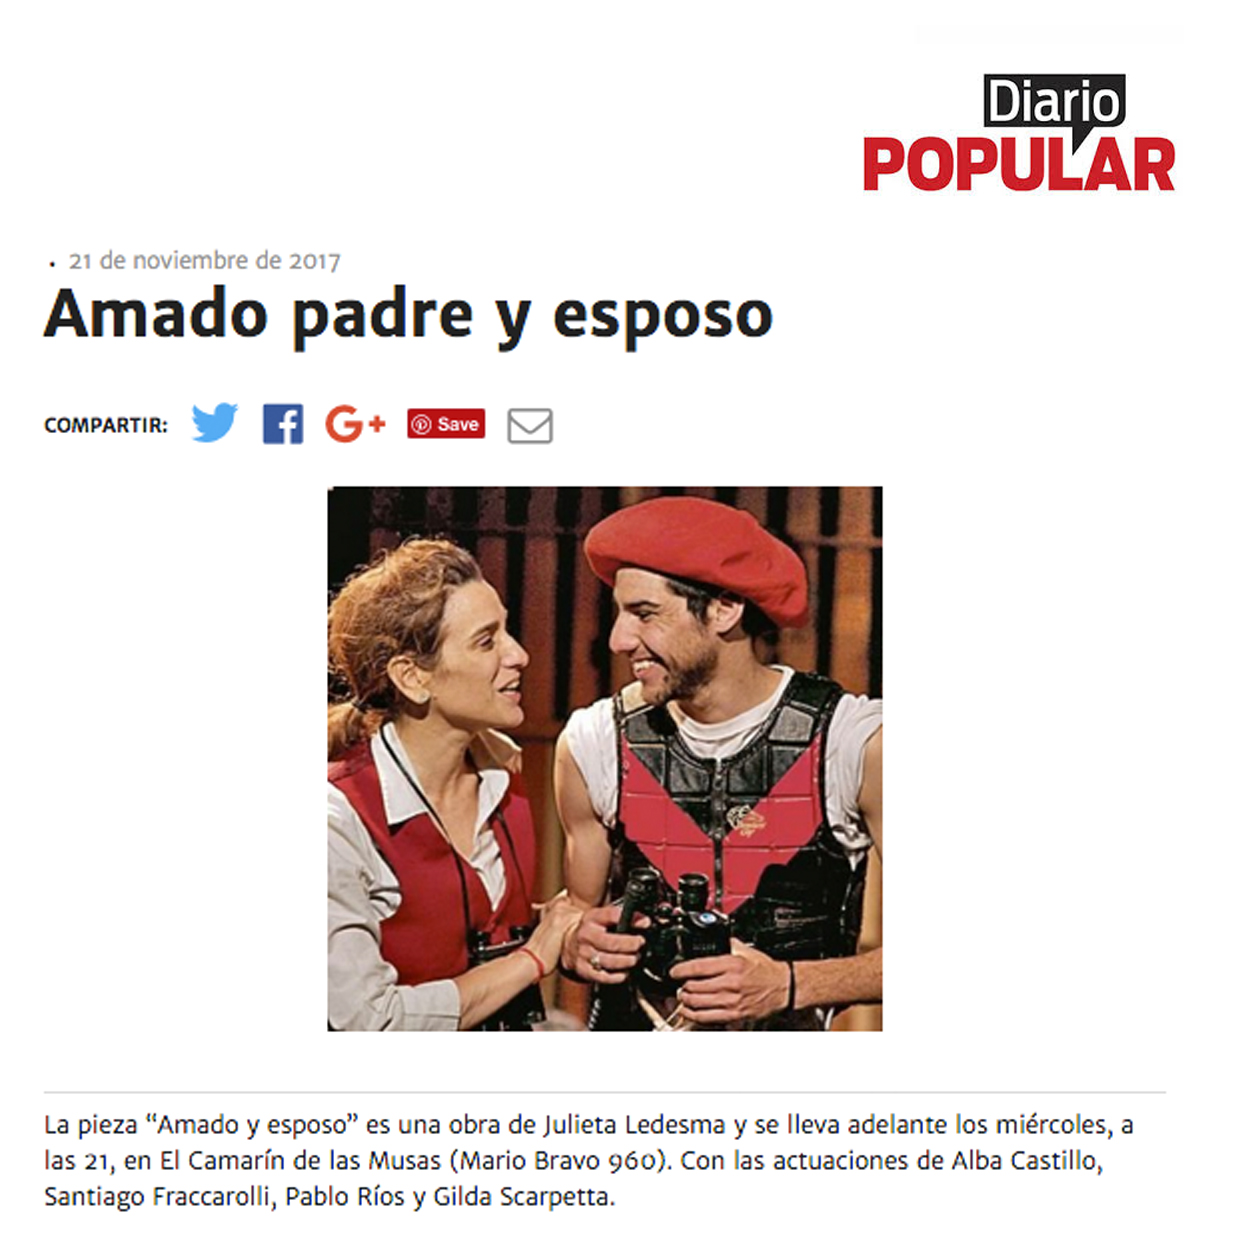 Diario
POPULAR
• 21 de noviembre de 2017
Amado padre y esposo
COMPARTIR:
G+
Save
La pieza “Amado y esposo” es una obra de Julieta Ledesma y se lleva adelante los miércoles, a
las 21, en El Camarín de las Musas (Mario Bravo 960). Con las actuaciones de Alba Castillo,
Santiago Fraccarolli, Pablo Ríos y Gilda Scarpetta.